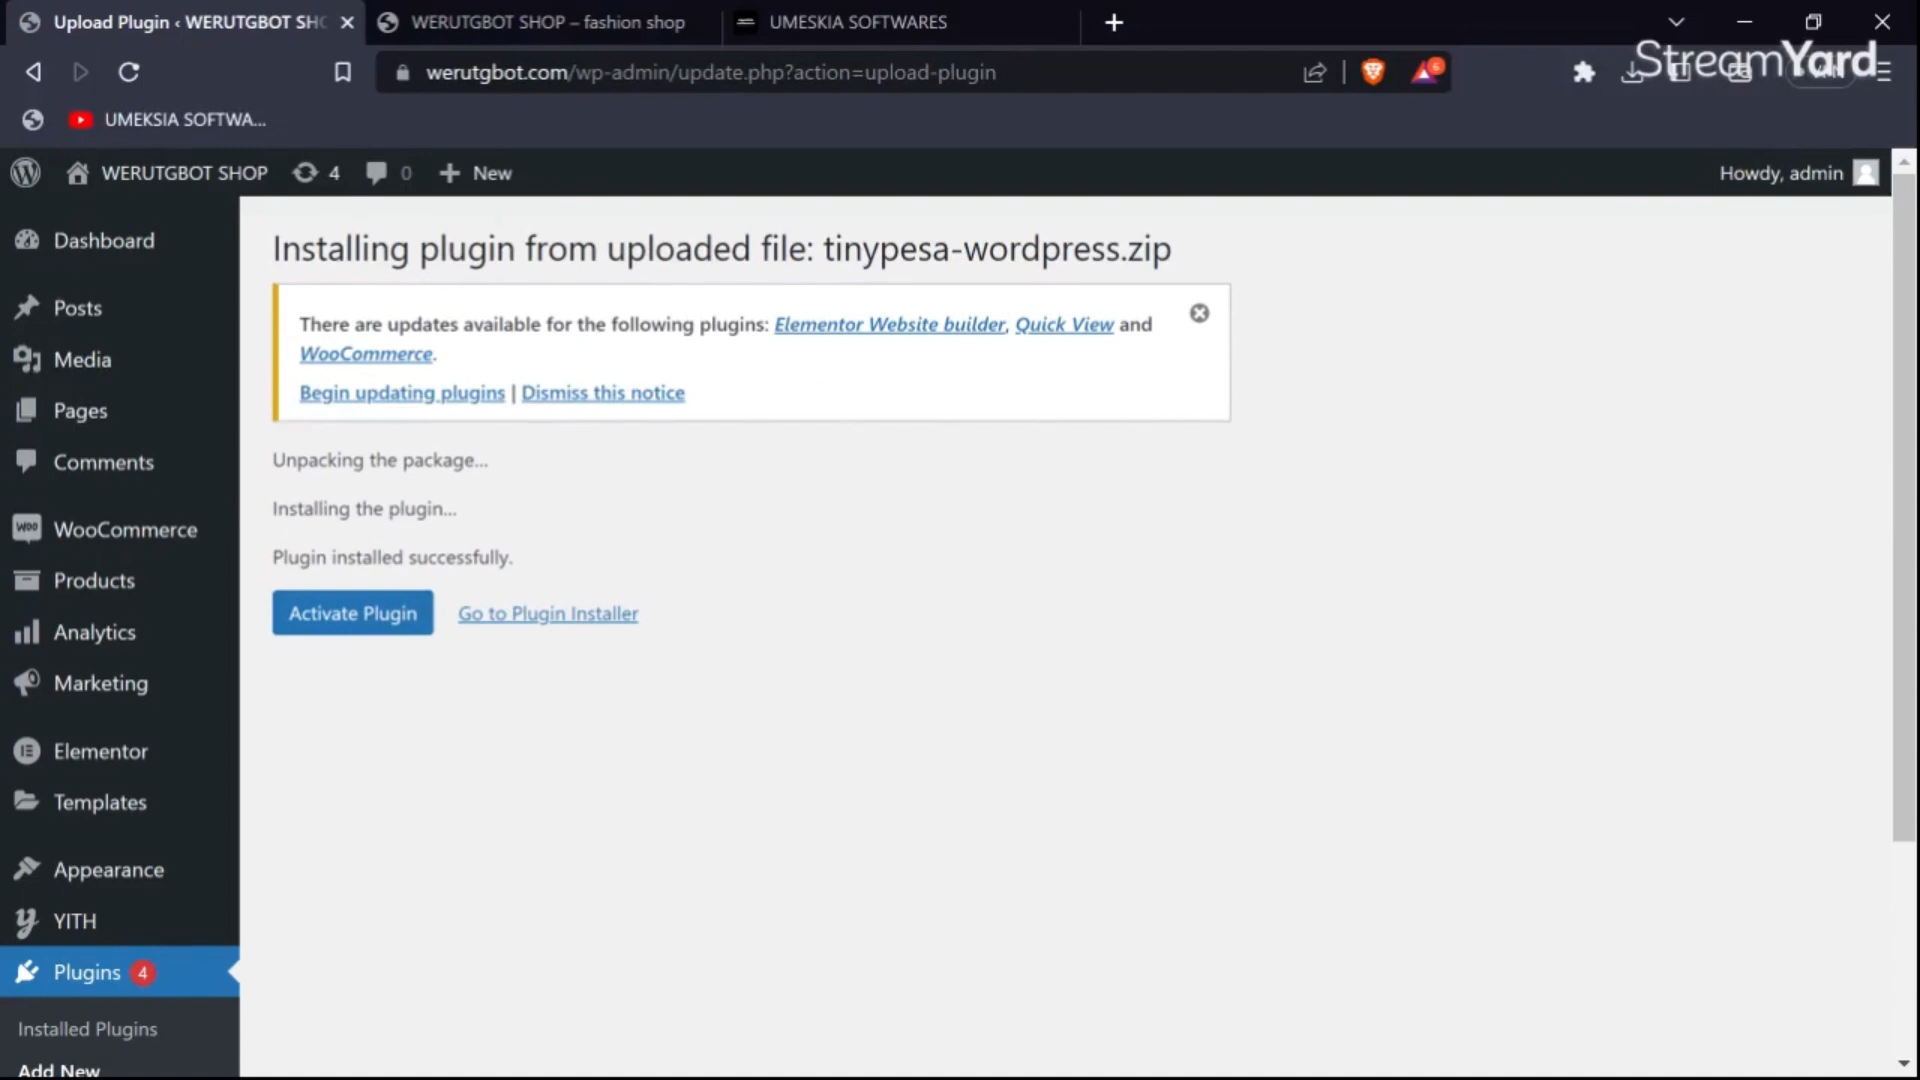 Upload Plugin ‹ WERUTGBOT SHO
WERUTGBOT SHOP – fashion shop
UMESKIA SOFTWARES
werutgbot.com/wp-admin/update.php?action=upload-plugin
6
StreamYard
UMEKSIA SOFTWA...
WERUTGBOT SHOP
4
0
New
Howdy, admin
Dashboard
Posts
Media
Pages
Comments
WooCommerce
Products
Analytics
Marketing
Elementor
Templates
Appearance
YITH
Plugins 4
Installed Plugins
Add New
Installing plugin from uploaded file: tinypesa-wordpress.zip
There are updates available for the following plugins: Elementor Website builder, Quick View and
WooCommerce.
Begin updating plugins | Dismiss this notice
Unpacking the package...
Installing the plugin...
Plugin installed successfully.
Activate Plugin
Go to Plugin Installer